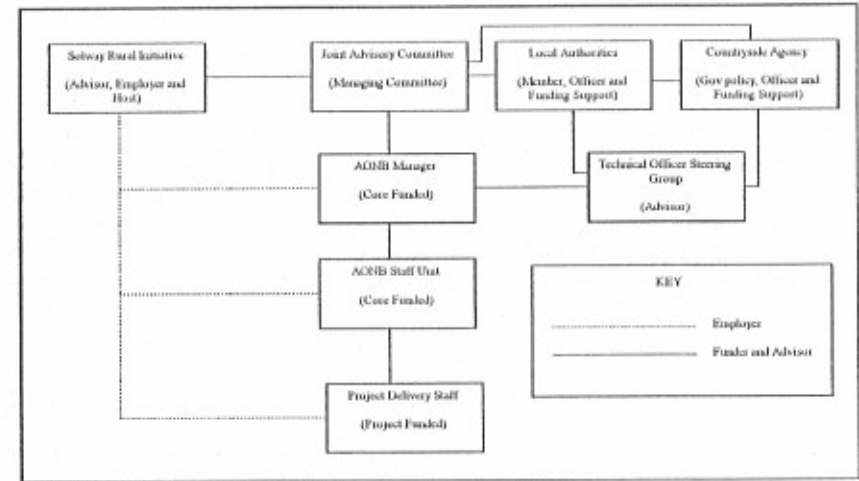 Solway Rural Initiative
(Advisor, Employer and
Host)
Joint Advisory Committee
(Managing Committee)
Local Authorities
(Member, Officer and
Funding Support)
Countryside Agency
(Gov policy, Officer and
Funding Support)
AONB Manager
(Core Funded)
Technical Officer Steering
Group
(Advisor)
AONB Staff Unit
(Core Funded)
Project Delivery Staff
(Project Funded)
KEY
Employer
Funder and Advisor